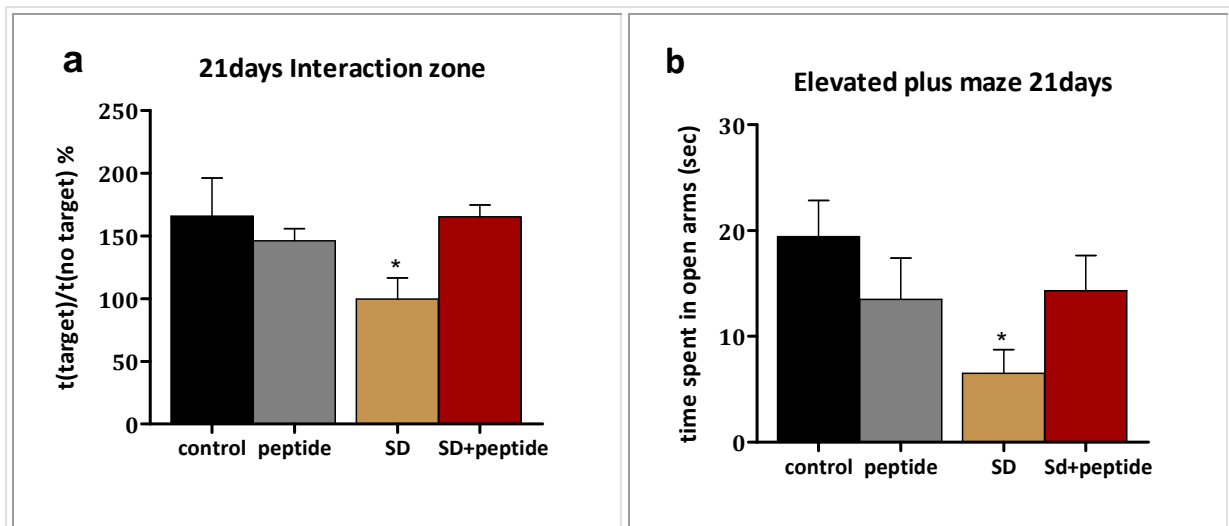 a
21days Interaction zone
t(target)/t(no target) %
250
200
150
100
50
0
*
control peptide SD SD+peptide
b
Elevated plus maze 21days
time spent in open arms (sec)
30
20
10
0
*
control peptide SD Sd+peptide